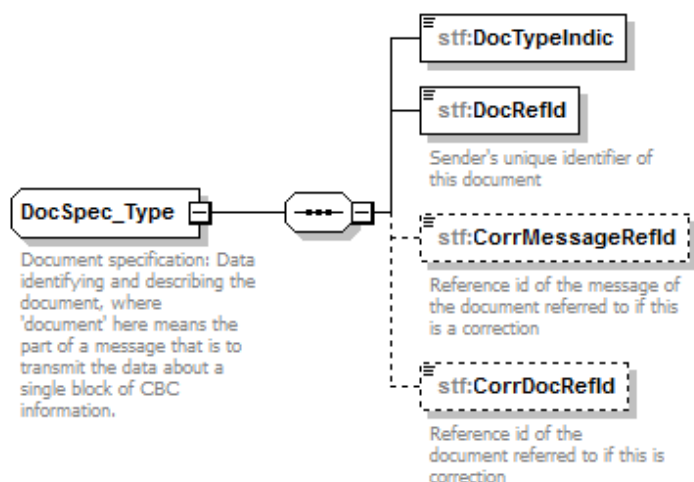 stf:DocTypeIndic
stf:DocRefId
Sender's unique identifier of
this document
DocSpec_Type
Document specification: Data
identifying and describing the
document, where
'document' here means the
part of a message that is to
transmit the data about a
single block of CBC
information.
stf:CorrMessageRefId
Reference id of the message of
the document referred to if this
is a correction
stf:CorrDocRefId
Reference id of the
document referred to if this is
correction